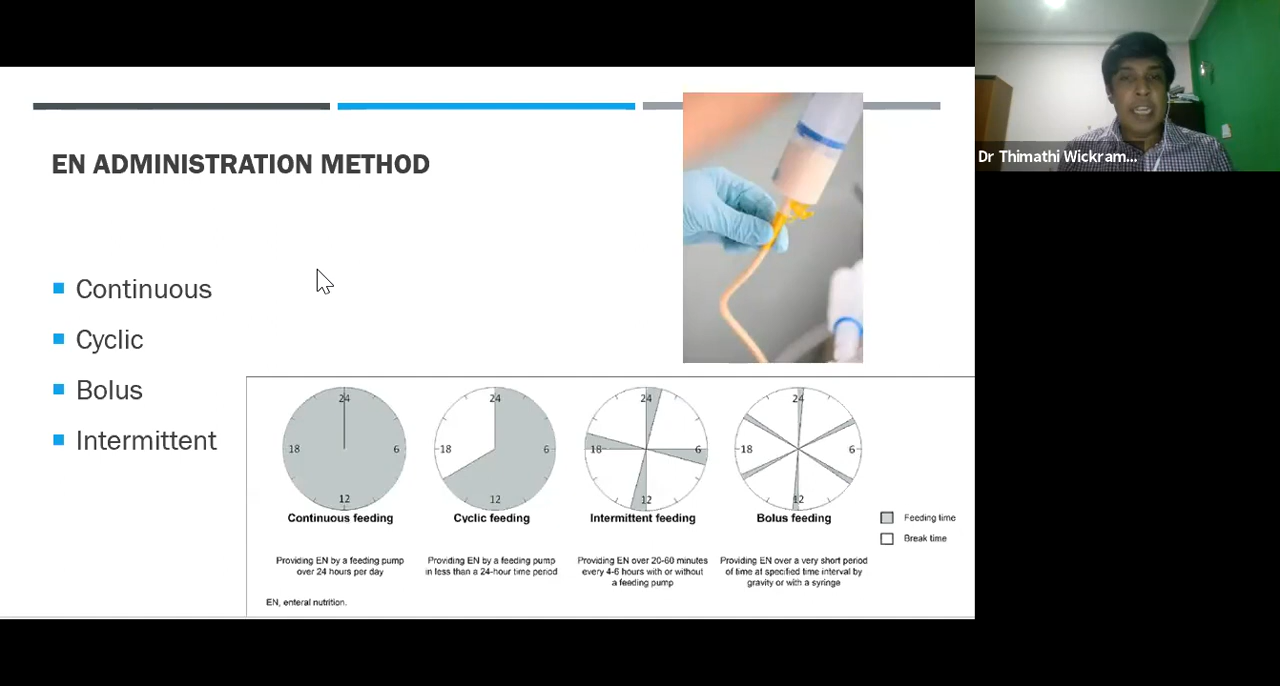 EN ADMINISTRATION METHOD
Continuous
Cyclic
Bolus
Intermittent
24
18
6
12
Continuous feeding
Providing EN by a feeding pump
over 24 hours per day
24
18
6
12
Cyclic feeding
Providing EN by a feeding pump
in less than a 24-hour time period
24
18
6
12
Intermittent feeding
Providing EN over 20-60 minutes
every 4-6 hours with or without
a feeding pump
24
18
6
12
Bolus feeding
Providing EN over a very short period
of time at specified time interval by
gravity or with a syringe
Feeding time
Break time
EN, enteral nutrition.
Dr Thimathi Wickram...